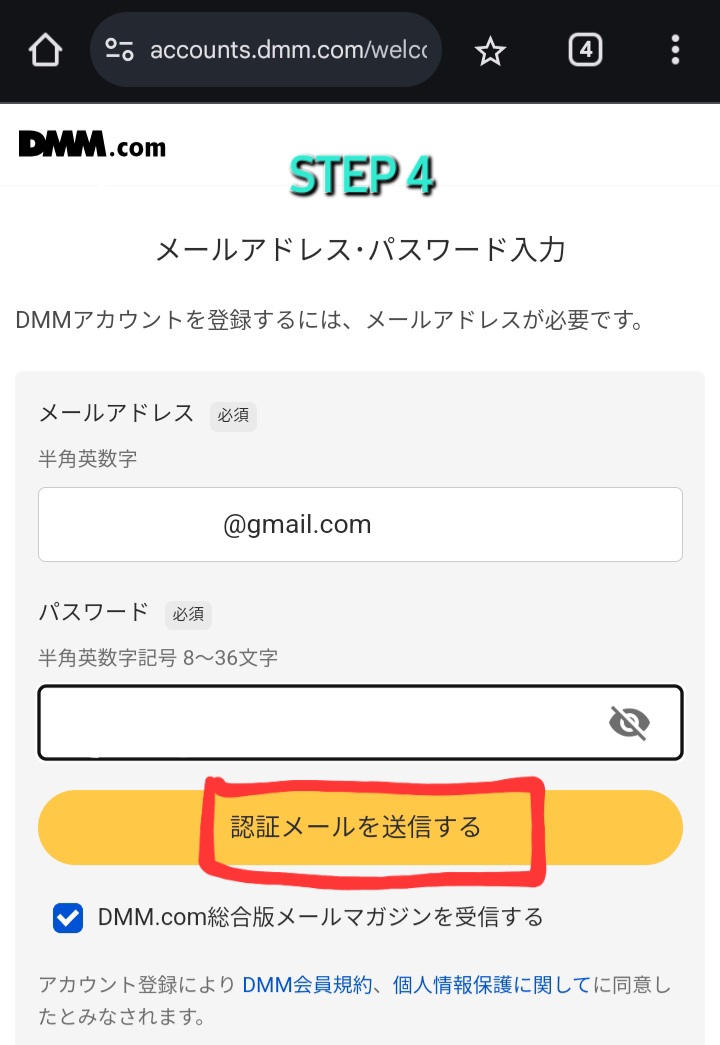 accounts.dmm.com/welc
4
DMM.com
STEP 4
メールアドレス・パスワード入力
DMMアカウントを登録するには、メールアドレスが必要です。
メールアドレス 必須
半角英数字
@gmail.com
パスワード 必須
半角英数字記号 8〜36文字
認証メールを送信する
DMM.com総合版メールマガジンを受信する
アカウント登録により DMM会員規約、個人情報保護に関してに同意し
たとみなされます。